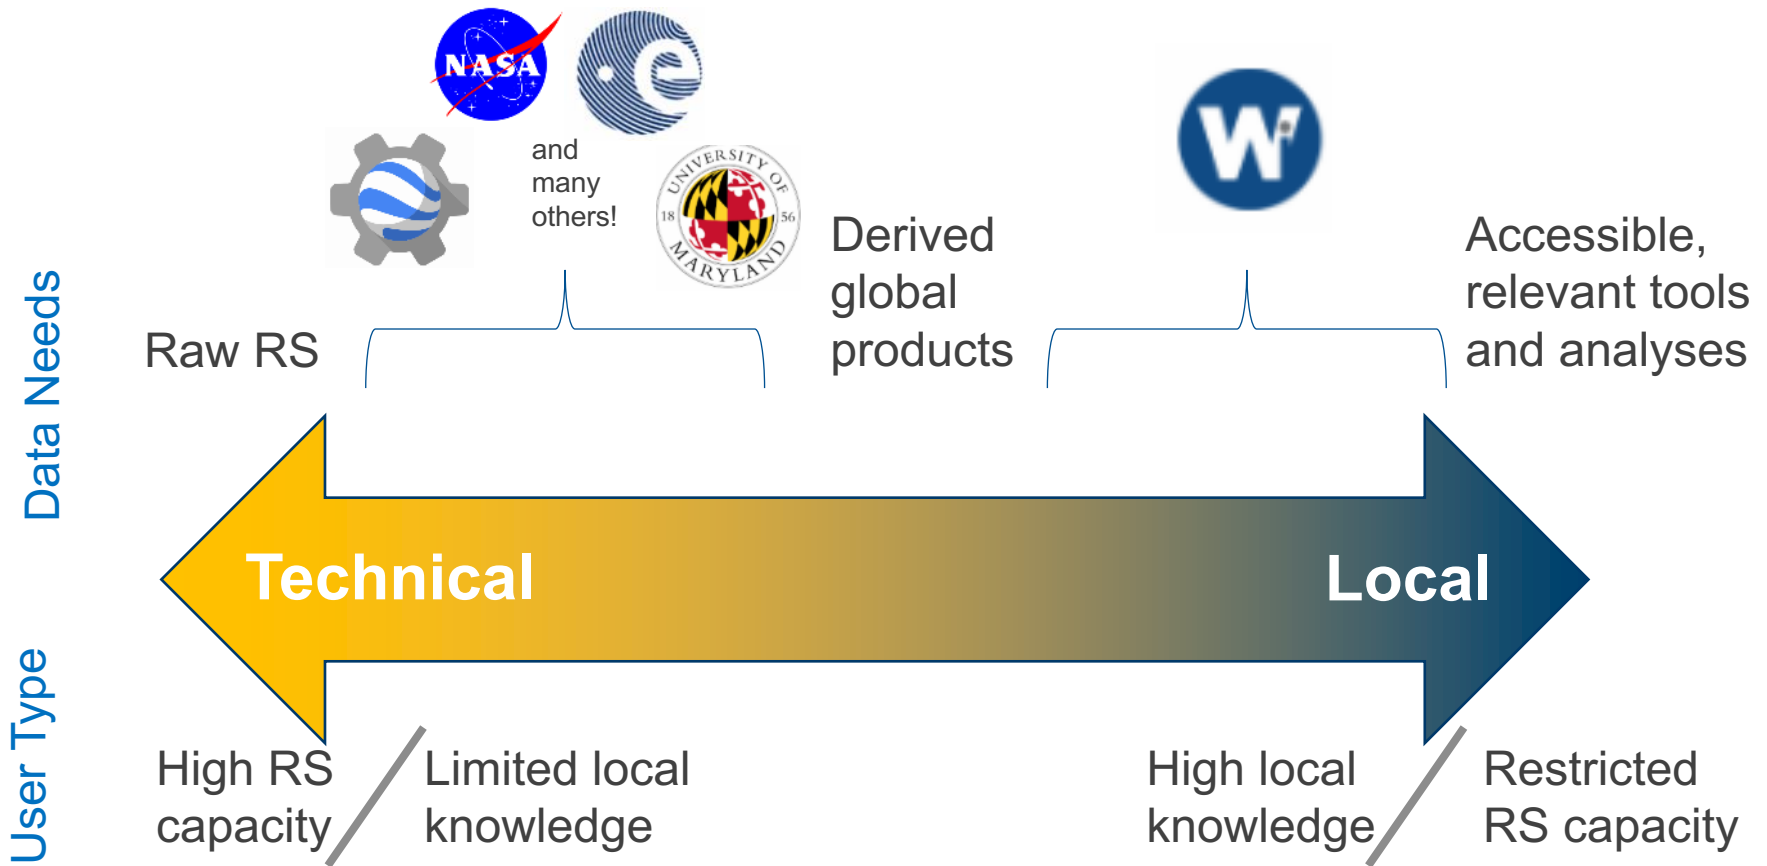 NASA
e
and
many
others!
UNIVERSITY OF
18 56
MARYLAND
W
Data Needs
Raw RS
Derived
global
products
Accessible,
relevant tools
and analyses
Technical
Local
User Type
High RS
capacity
Limited local
knowledge
High local
knowledge
Restricted
RS capacity